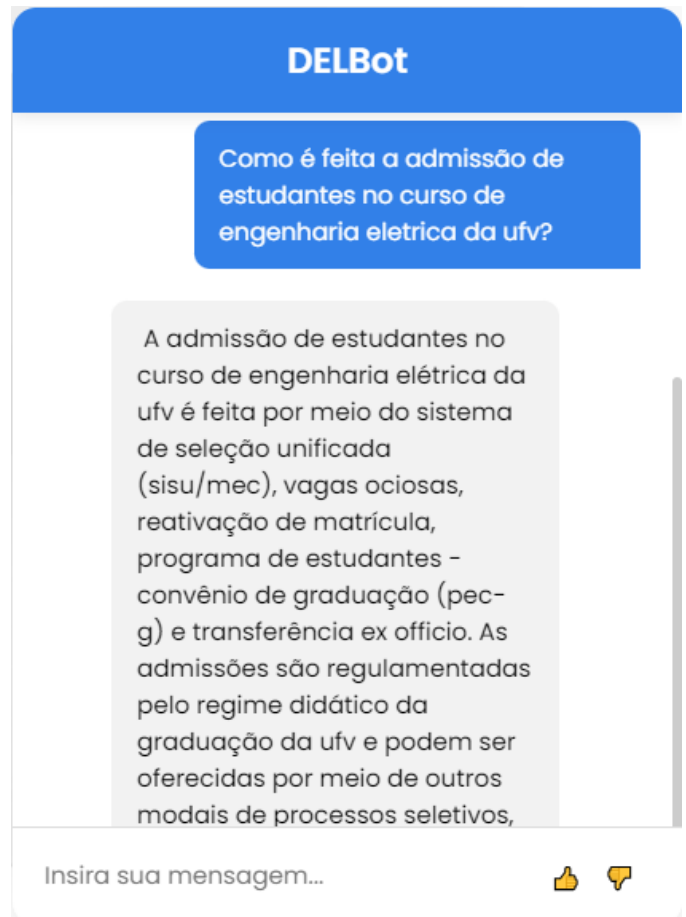 DELBot
Como é feita a admissão de
estudantes no curso de
engenharia eletrica da ufv?
A admissão de estudantes no
curso de engenharia elétrica da
ufv é feita por meio do sistema
de seleção unificada
(sisu/mec), vagas ociosas,
reativação de matrícula,
programa de estudantes -
convênio de graduação (pec-
g) e transferência ex officio. As
admissões são regulamentadas
pelo regime didático da
graduação da ufv e podem ser
oferecidas por meio de outros
modais de processos seletivos,
Insira sua mensagem...